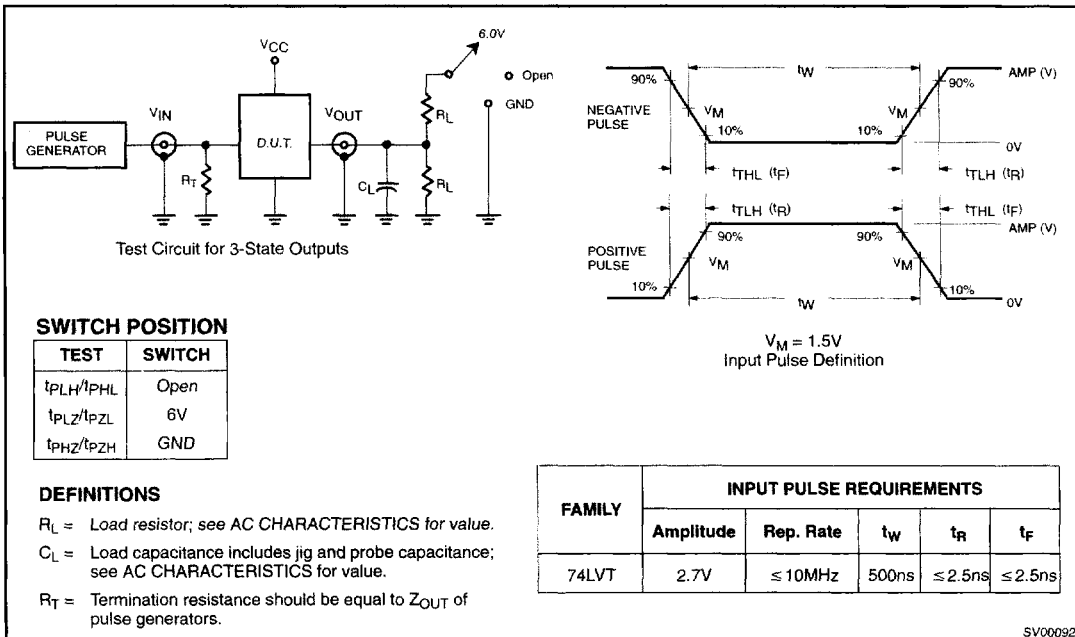 VCC
6.0V
Open
GND
VIN
VOUT
PULSE
GENERATOR
D.U.T.
RT
CL
RL
RL
Test Circuit for 3-State Outputs
90%
tW
90%
AMP (V)
NEGATIVE
PULSE
VM
VM
10%
10%
0V
tTHL (tF)
tTLH (tR)
tTLH (tR)
tTHL (tF)
AMP (V)
90%
90%
POSITIVE
PULSE
VM
VM
10%
10%
tW
0V
VM = 1.5V
Input Pulse Definition
SWITCH POSITION
TEST SWITCH
tPLH/tPHL Open
tPLZ/tPZL 6V
tPHZ/tPZH GND
DEFINITIONS
RL = Load resistor; see AC CHARACTERISTICS for value.
CL = Load capacitance includes jig and probe capacitance;
see AC CHARACTERISTICS for value.
RT = Termination resistance should be equal to ZOUT of
pulse generators.
FAMILY INPUT PULSE REQUIREMENTS
Amplitude Rep. Rate tW tR tF
74LVT 2.7V ≤10MHz 500ns ≤2.5ns ≤2.5ns
SV00092